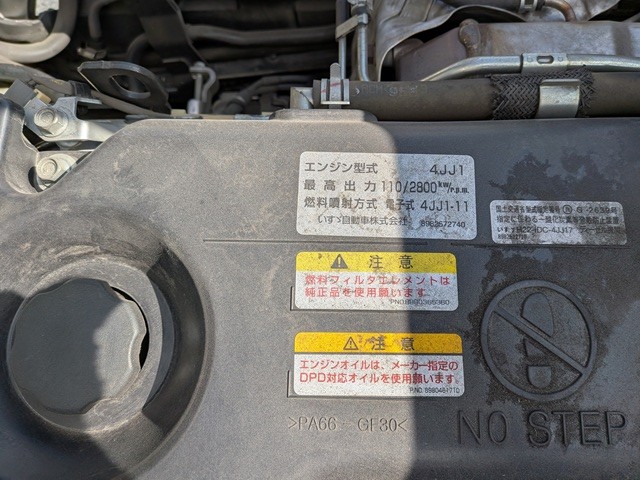 エンジン型式 4JJ1
最高出力 110/2800 kw/r.p.m.
燃料噴射方式 電子式 4JJ1-11
いすゞ自動車株式会社 8982672740
注意
燃料フィルタエレメントは
純正品を使用願います。
注意
エンジンオイルは、メーカー指定の
DPD対応オイルを使用願います。
>PA66-GF30<
NO STEP